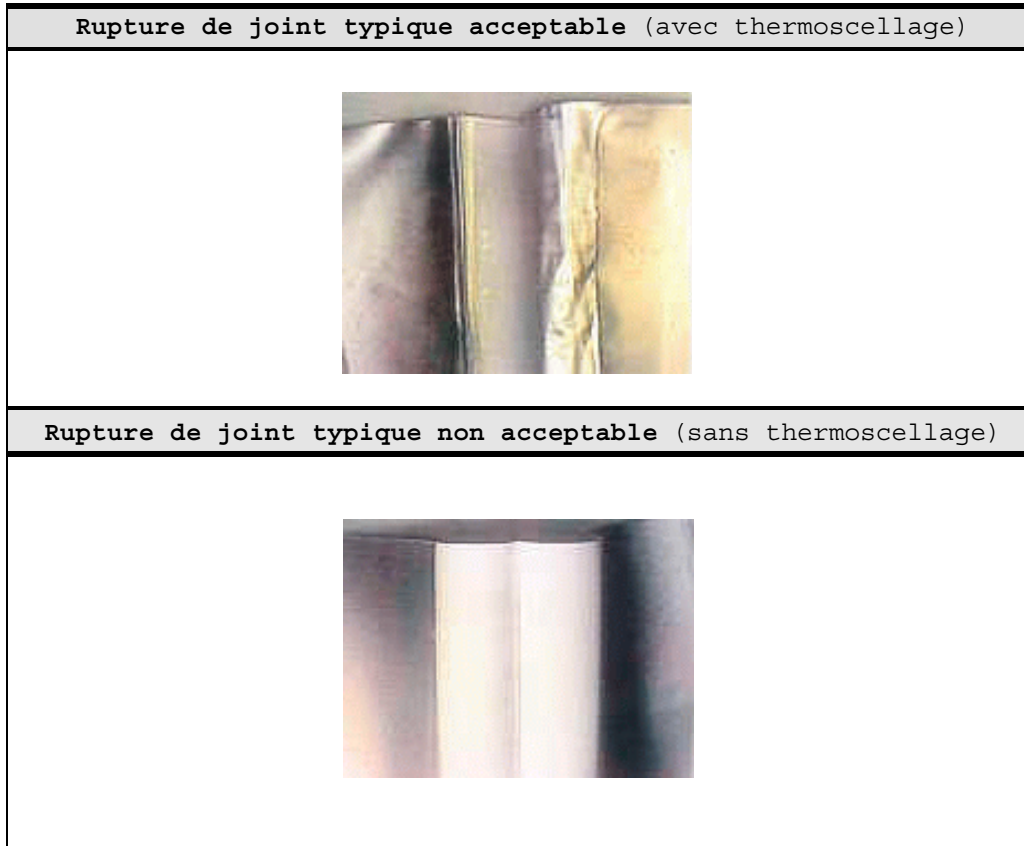 Rupture de joint typique acceptable (avec thermoscellage)
Rupture de joint typique non acceptable (sans thermoscellage)